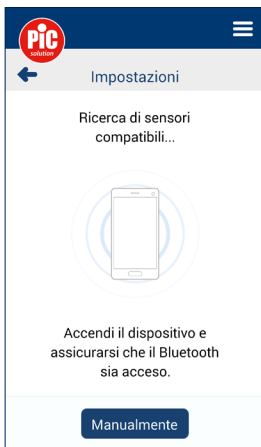 PiC
solution
Impostazioni
Ricerca di sensori
compatibili...
Accendi il dispositivo e
assicurarsi che il Bluetooth
sia acceso.
Manualmente